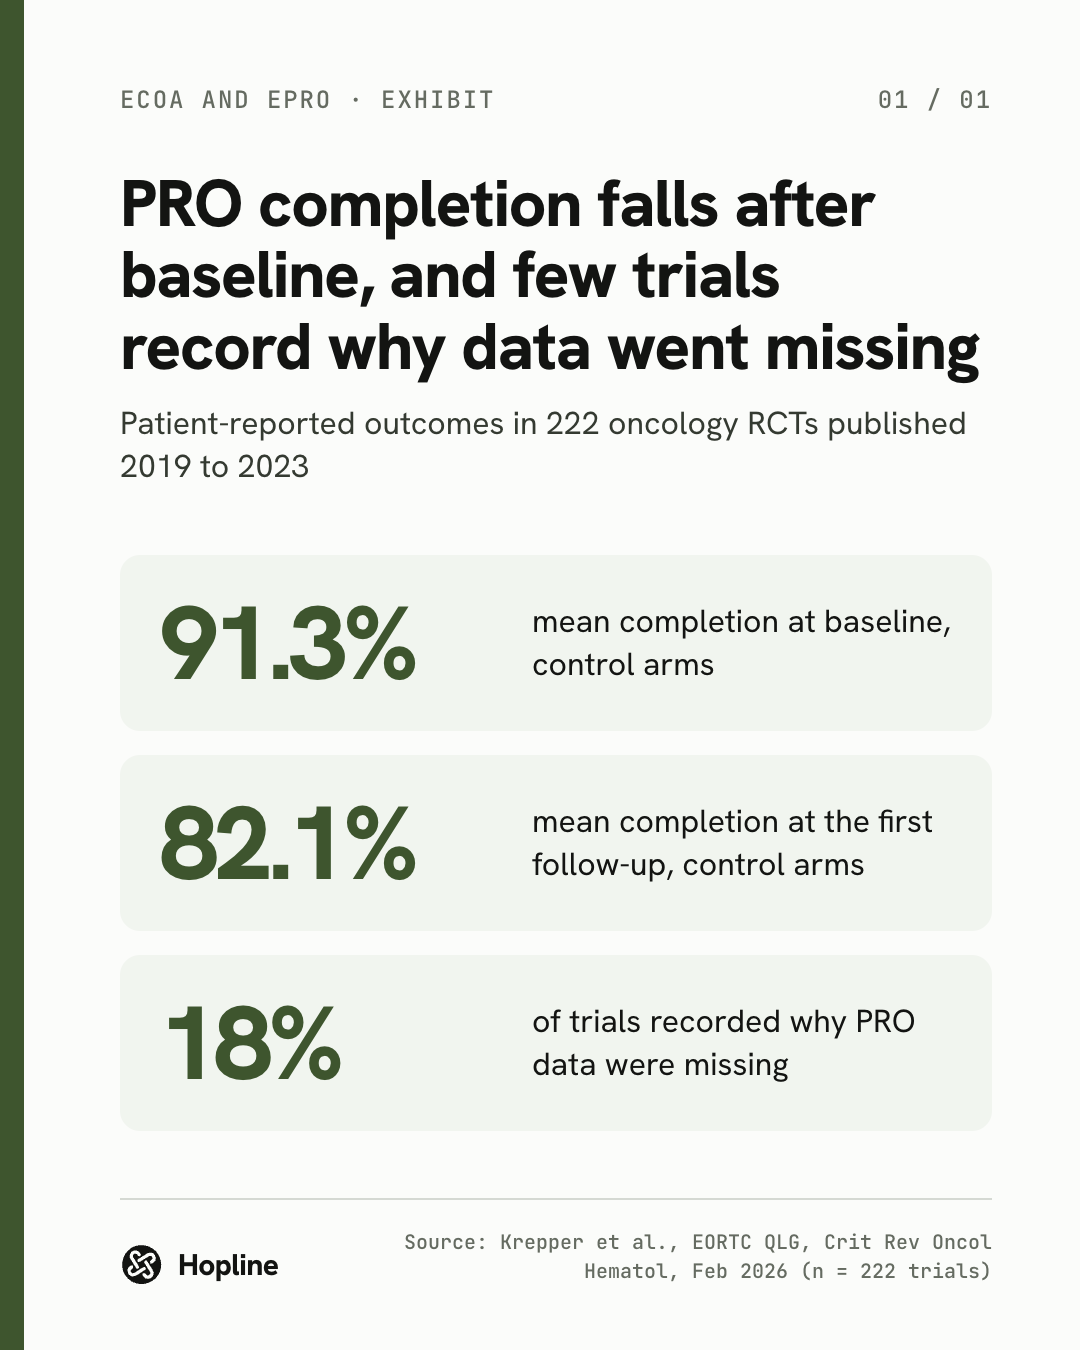 ECOA AND EPRO · EXHIBIT
01 / 01
PRO completion falls after
baseline, and few trials
record why data went missing
Patient-reported outcomes in 222 oncology RCTs published
2019 to 2023
91.3%
mean completion at baseline,
control arms
82.1%
mean completion at the first
follow-up, control arms
18%
of trials recorded why PRO
data were missing
Hopline
Source: Krepper et al., EORTC QLG, Crit Rev Oncol
Hematol, Feb 2026 (n = 222 trials)